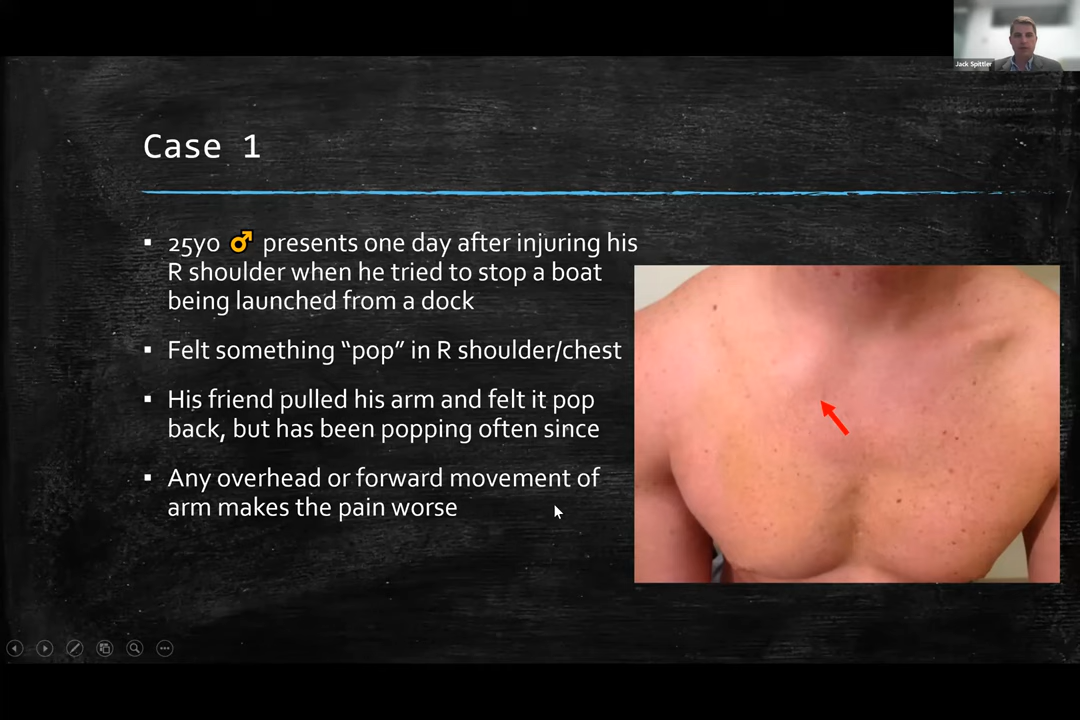 Jack Spittler
Case 1
▪ 25yo ♂ presents one day after injuring his
R shoulder when he tried to stop a boat
being launched from a dock
▪ Felt something “pop” in R shoulder/chest
▪ His friend pulled his arm and felt it pop
back, but has been popping often since
▪ Any overhead or forward movement of
arm makes the pain worse